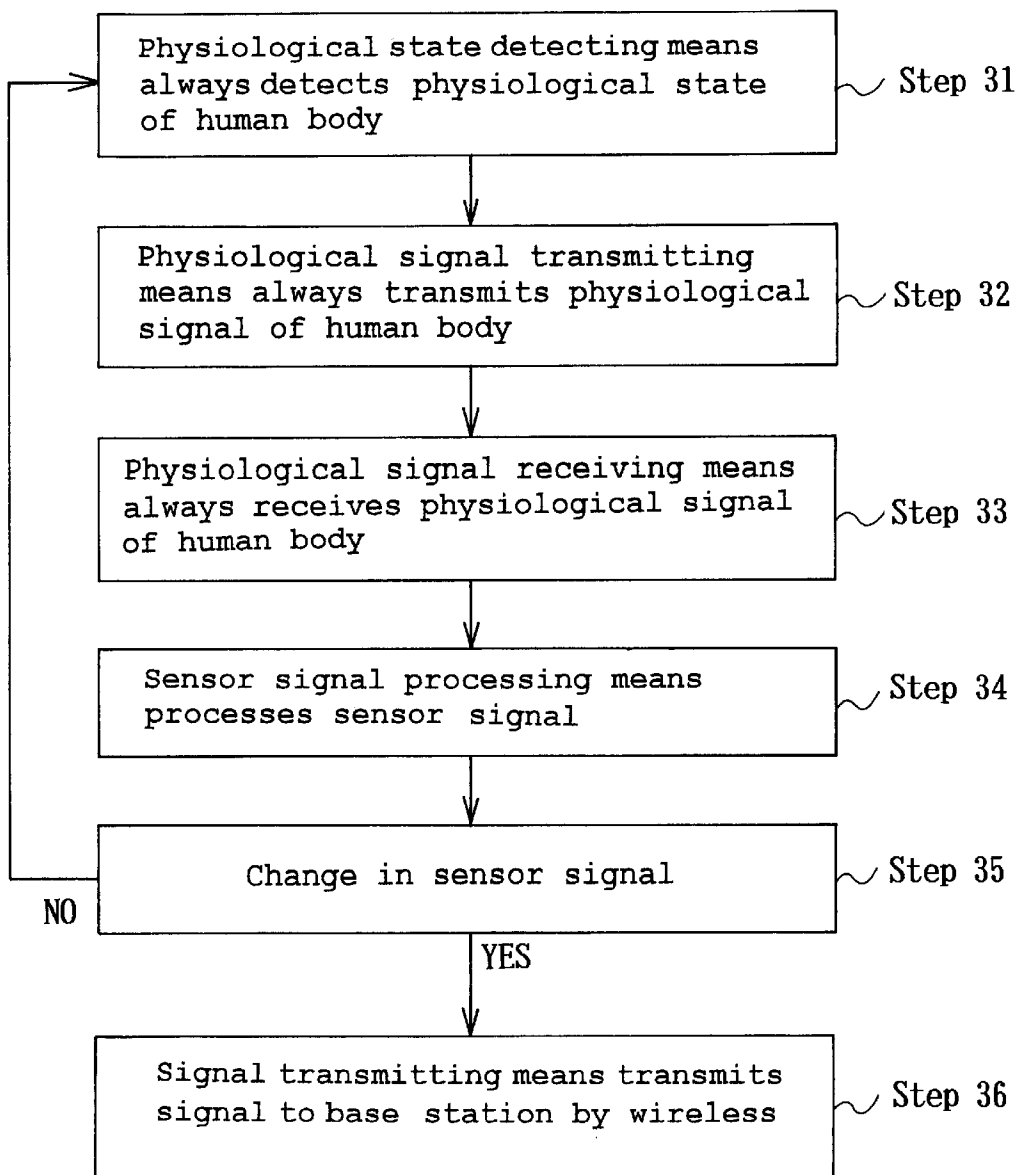 Physiological state detecting means
always detects physiological state
of human body
Step 31
Physiological signal transmitting
means always transmits physiological
signal of human body
Step 32
Physiological signal receiving means
always receives physiological signal
of human body
Step 33
Sensor signal processing means
processes sensor signal
Step 34
Change in sensor signal
Step 35
NO
YES
Signal transmitting means transmits
signal to base station by wireless
Step 36